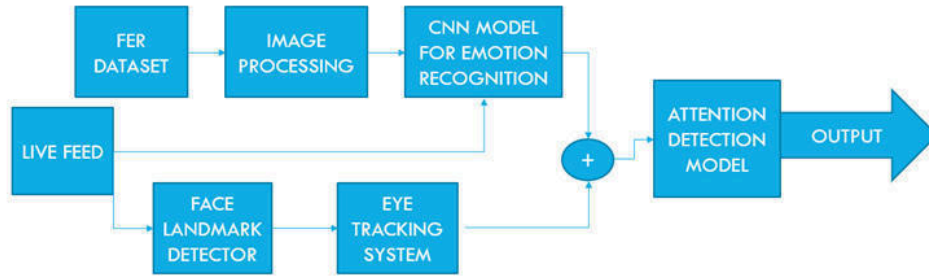 FER
DATASET
IMAGE
PROCESSING
CNN MODEL
FOR EMOTION
RECOGNITION
LIVE FEED
FACE
LANDMARK
DETECTOR
EYE
TRACKING
SYSTEM
+
ATTENTION
DETECTION
MODEL
OUTPUT